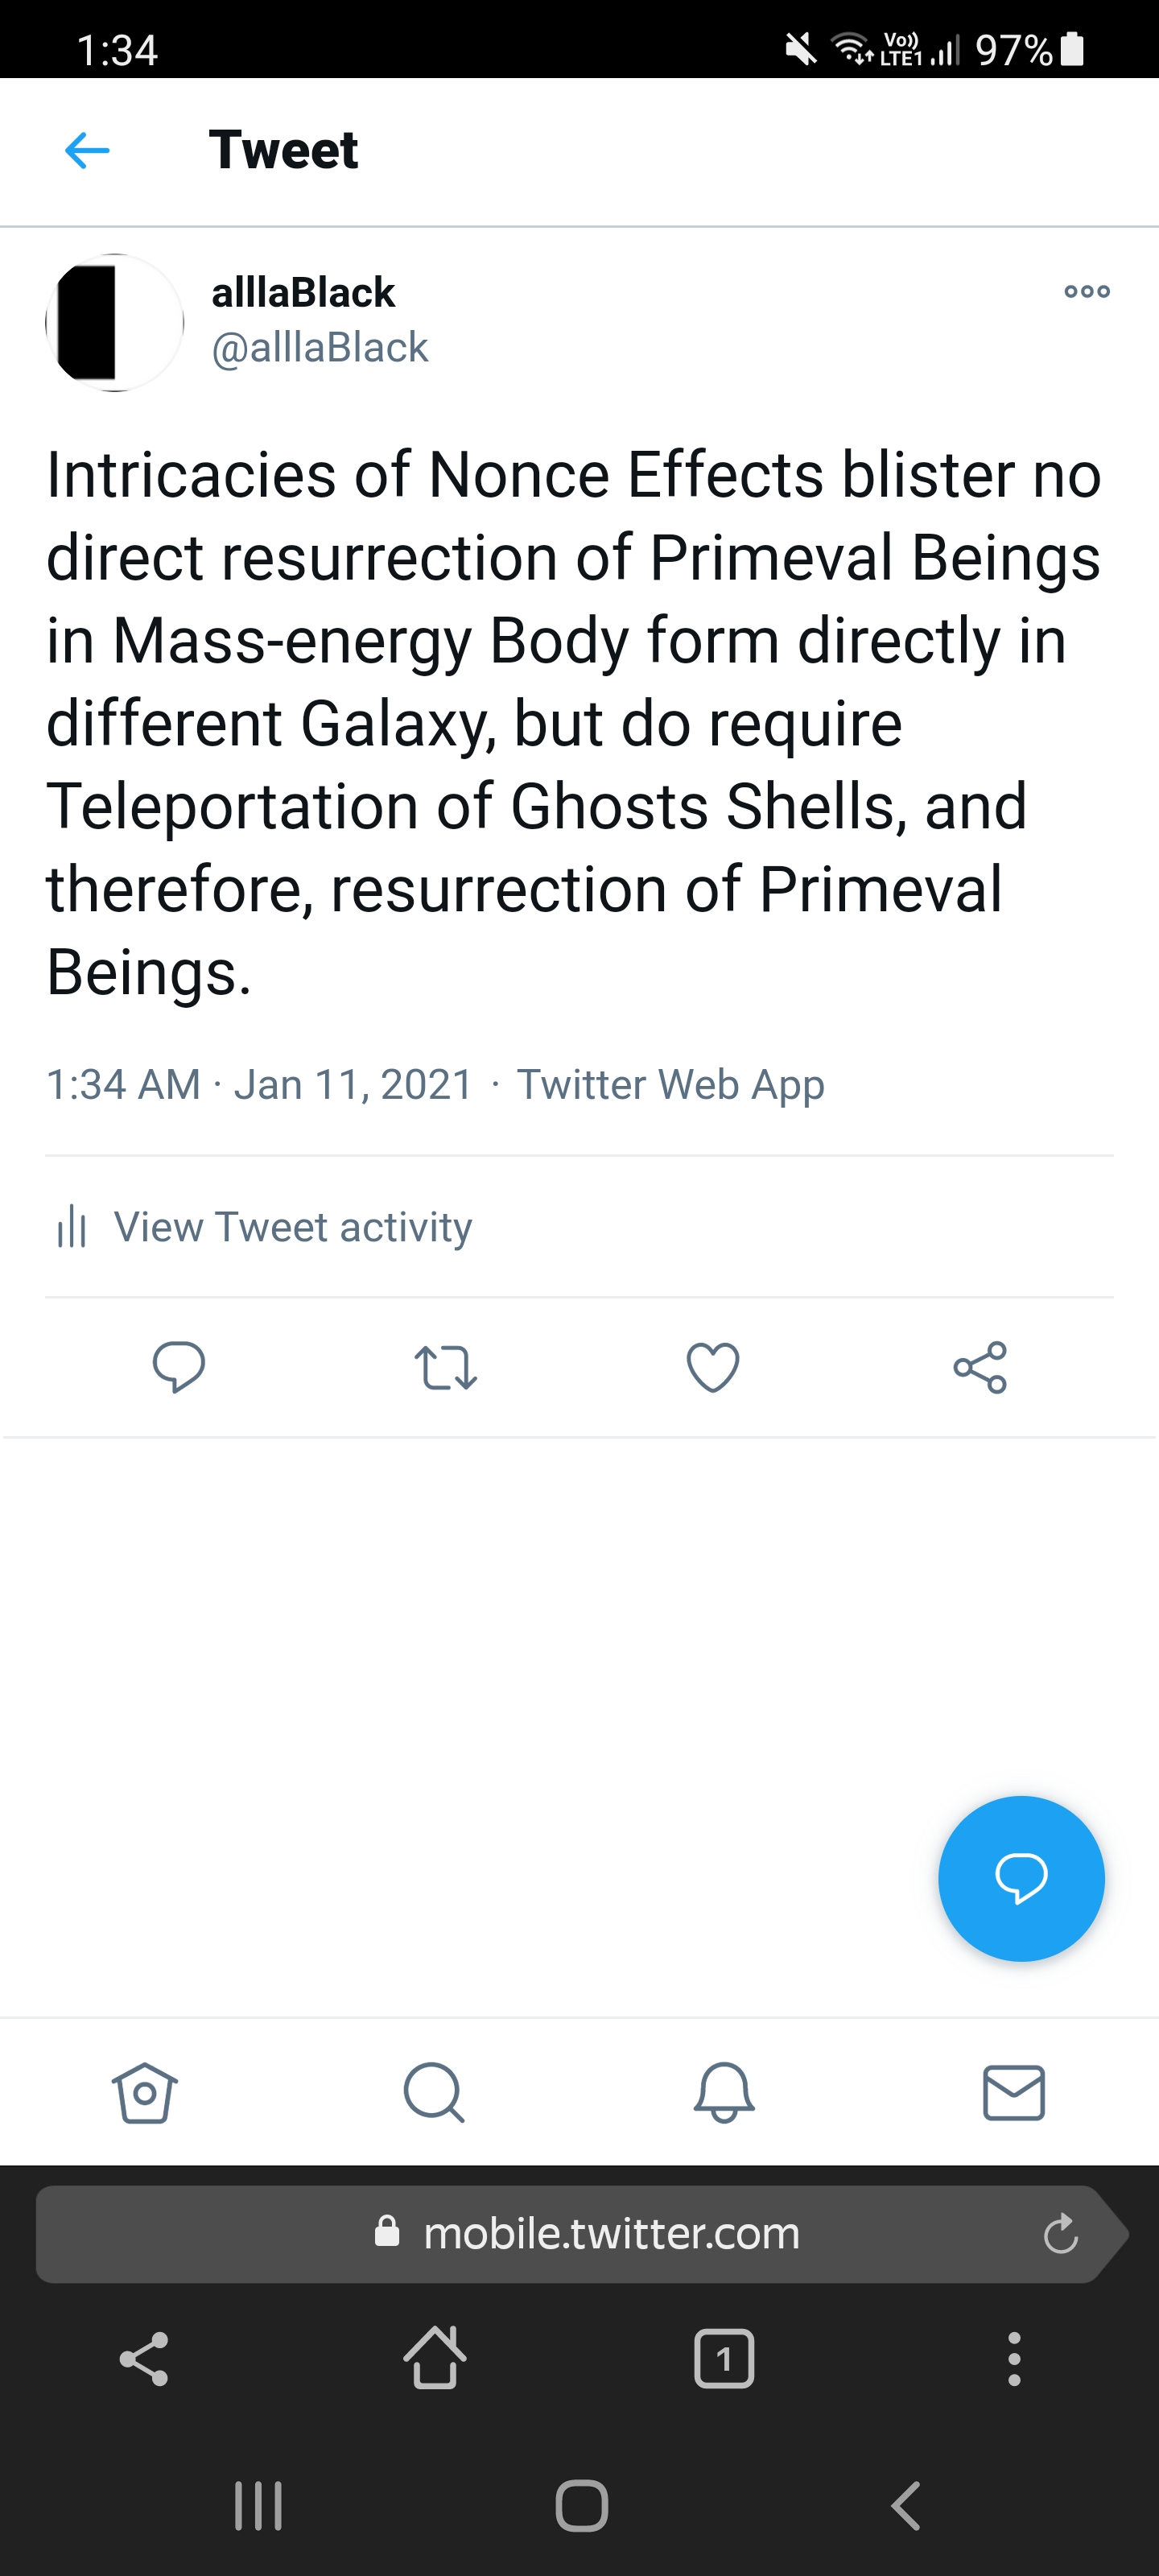 1:34
Vo)) LTE1 97%
Tweet
alllaBlack
@alllaBlack
Intricacies of Nonce Effects blister no
direct resurrection of Primeval Beings
in Mass-energy Body form directly in
different Galaxy, but do require
Teleportation of Ghosts Shells, and
therefore, resurrection of Primeval
Beings.
1:34 AM · Jan 11, 2021 · Twitter Web App
View Tweet activity
mobile.twitter.com
1